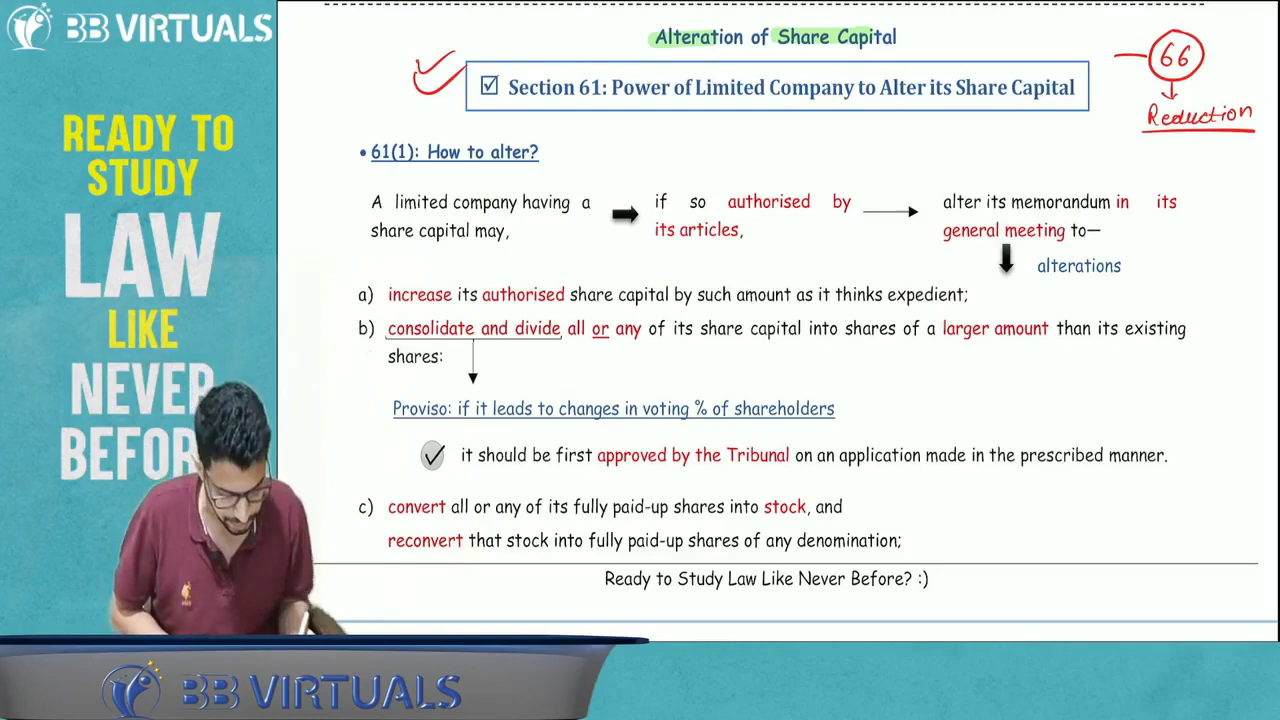 BB VIRTUALS
READY TO
STUDY
LAW
LIKE
NEVER
BEFOR
Alteration of Share Capital
66
Reduction
Section 61: Power of Limited Company to Alter its Share Capital
• 61(1): How to alter?
A limited company having a
share capital may,
if so authorised by
its articles,
alter its memorandum in its
general meeting to—
alterations
a) increase its authorised share capital by such amount as it thinks expedient;
b) consolidate and divide all or any of its share capital into shares of a larger amount than its existing
shares:
Proviso: if it leads to changes in voting % of shareholders
it should be first approved by the Tribunal on an application made in the prescribed manner.
c) convert all or any of its fully paid-up shares into stock, and
reconvert that stock into fully paid-up shares of any denomination;
Ready to Study Law Like Never Before? :)
BB VIRTUALS